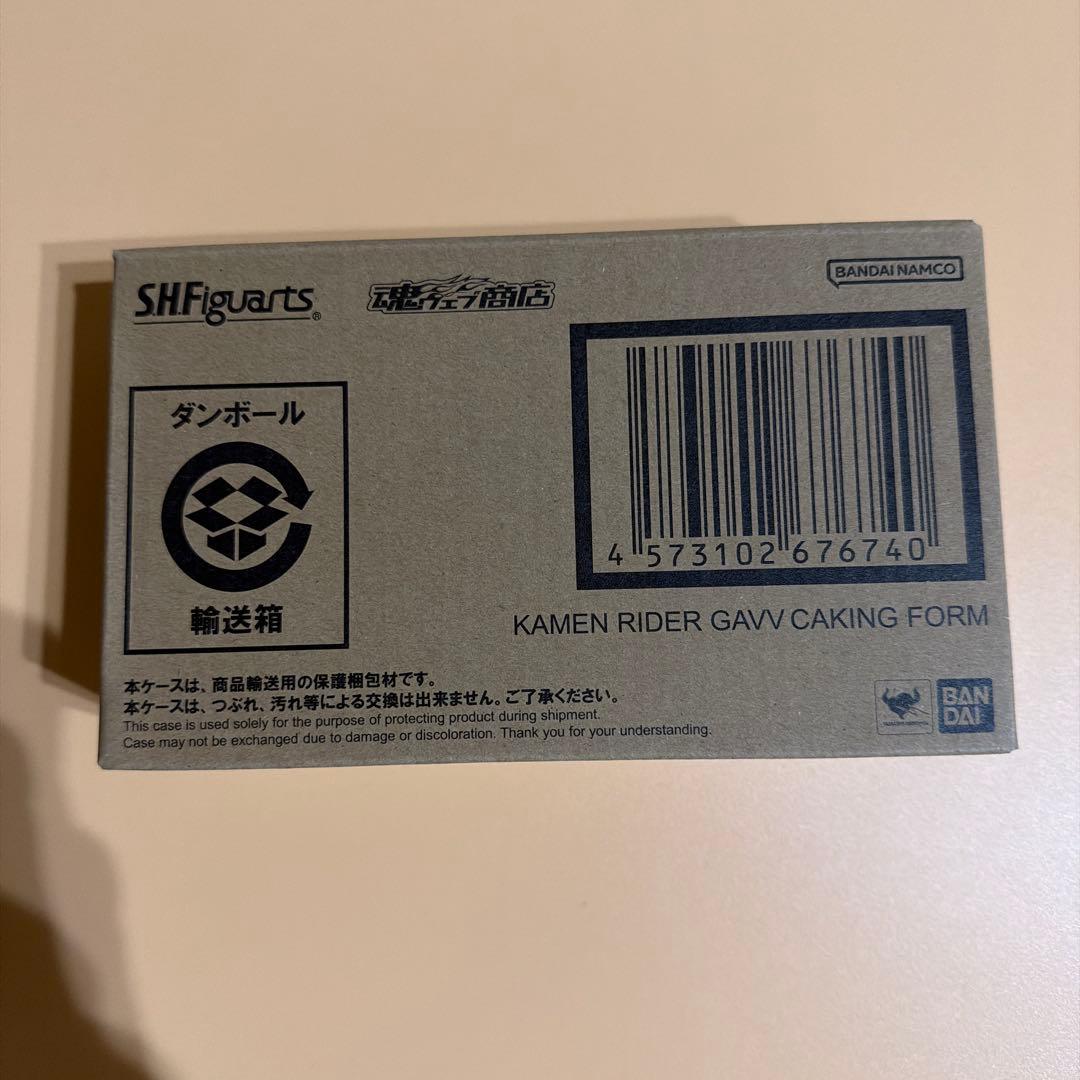 S.H.Figuarts®
魂ウェブ商店
BANDAI NAMCO
ダンボール
輸送箱
4 573102 676740
KAMEN RIDER GAVV CAKING FORM
本ケースは、商品輸送用の保護梱包材です。
本ケースは、つぶれ、汚れ等による交換は出来ません。ご了承ください。
This case is used solely for the purpose of protecting product during shipment.
Case may not be exchanged due to damage or discoloration. Thank you for your understanding.
BAN
DAI